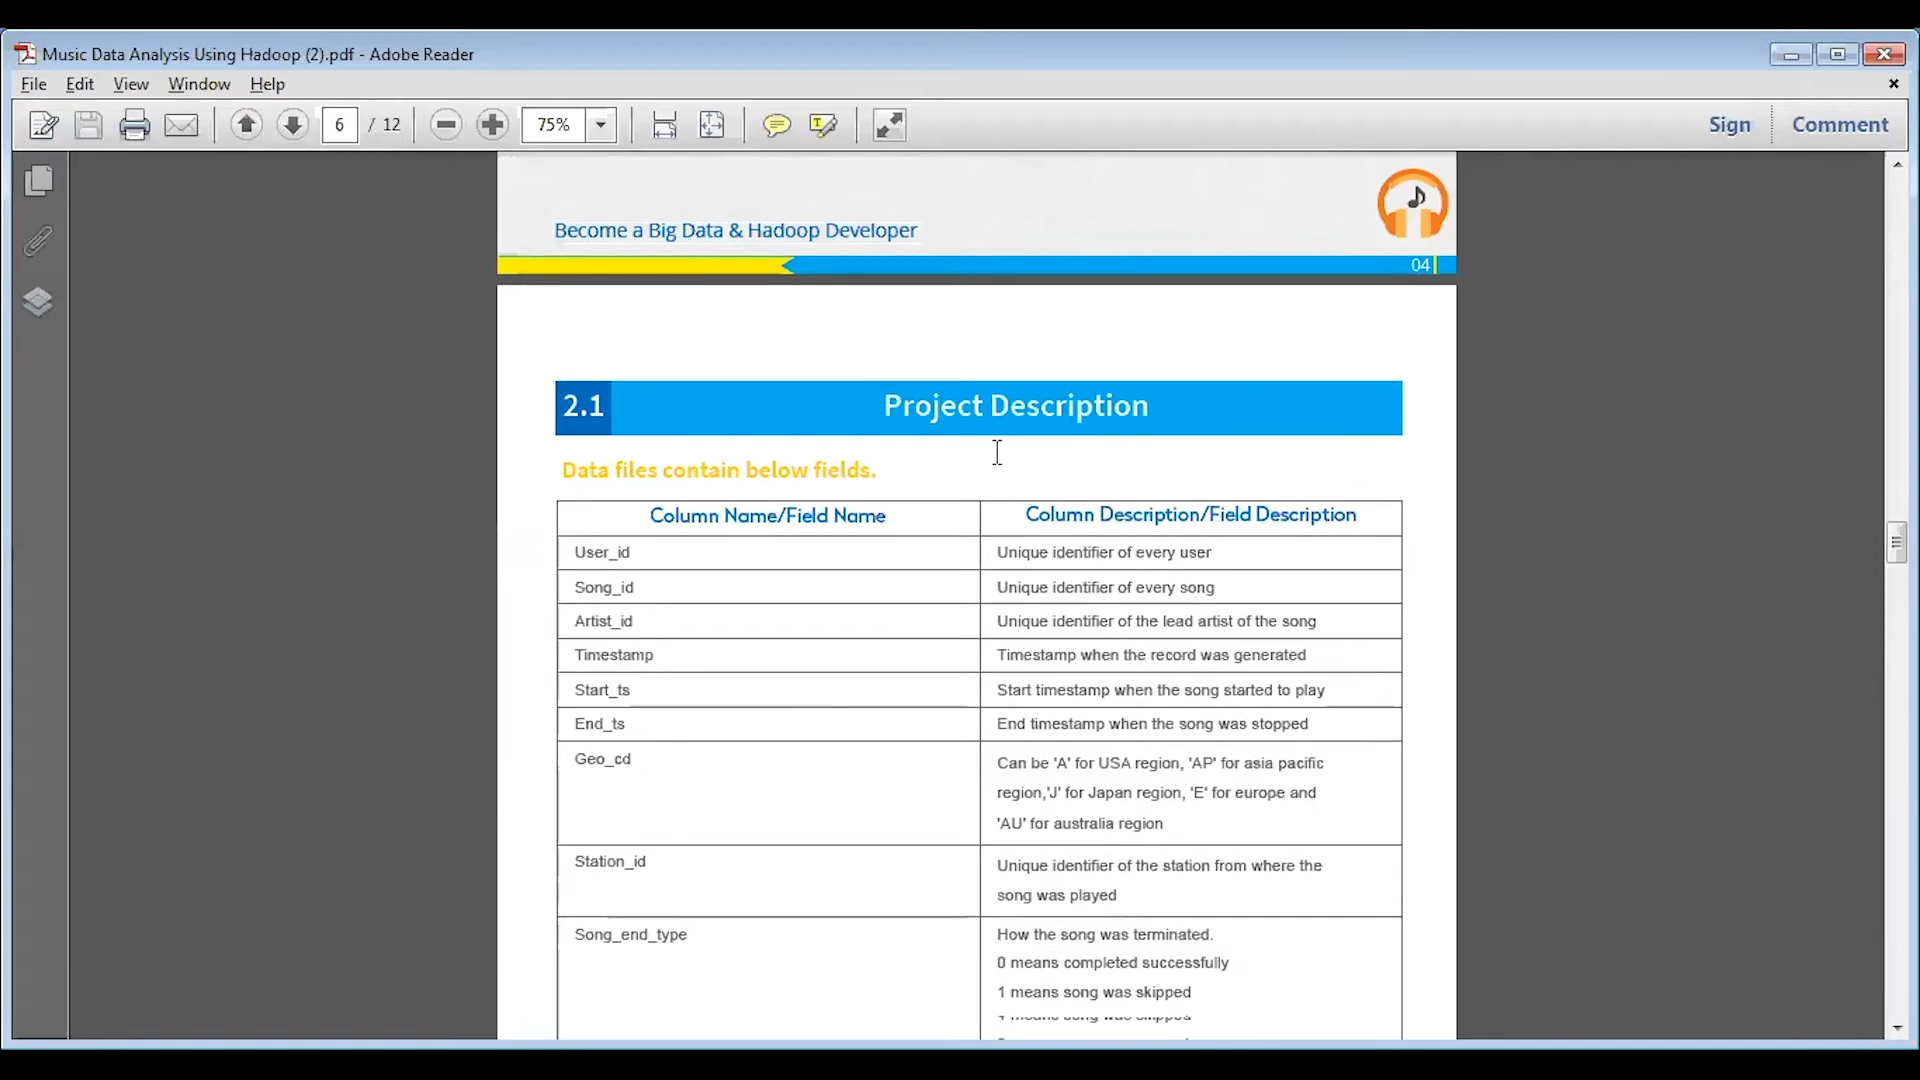 Music Data Analysis Using Hadoop (2).pdf - Adobe Reader
File Edit View Window Help
6 / 12 75% Sign Comment
Become a Big Data & Hadoop Developer
04
2.1 Project Description
Data files contain below fields.
Column Name/Field Name Column Description/Field Description
User_id Unique identifier of every user
Song_id Unique identifier of every song
Artist_id Unique identifier of the lead artist of the song
Timestamp Timestamp when the record was generated
Start_ts Start timestamp when the song started to play
End_ts End timestamp when the song was stopped
Geo_cd Can be 'A' for USA region, 'AP' for asia pacific
region,'J' for Japan region, 'E' for europe and
'AU' for australia region
Station_id Unique identifier of the station from where the
song was played
Song_end_type How the song was terminated.
0 means completed successfully
1 means song was skipped